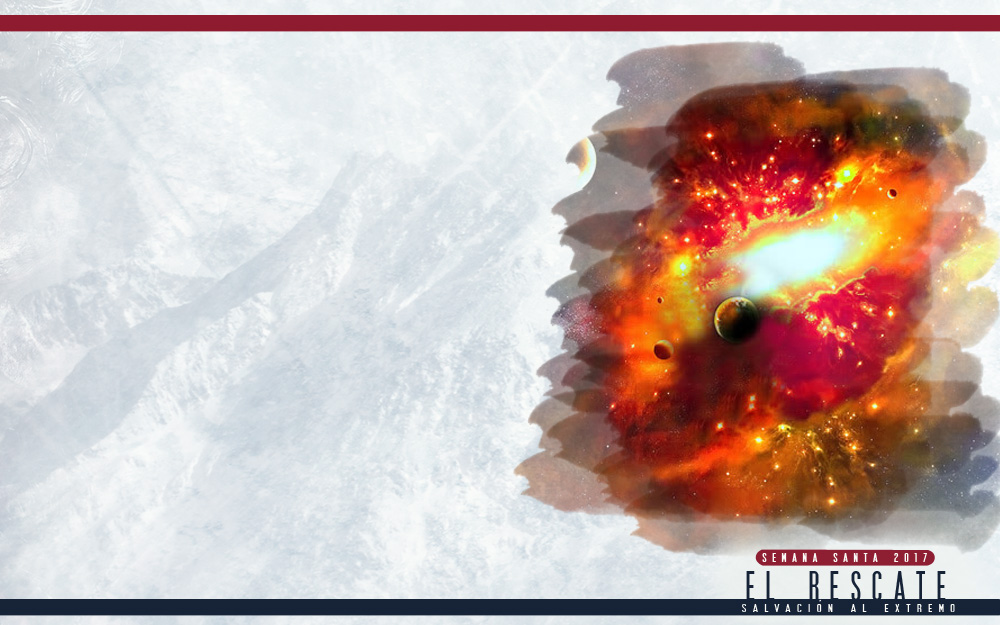 SEMANA SANTA 2017
EL RESCATE
SALVACIÓN AL EXTREMO